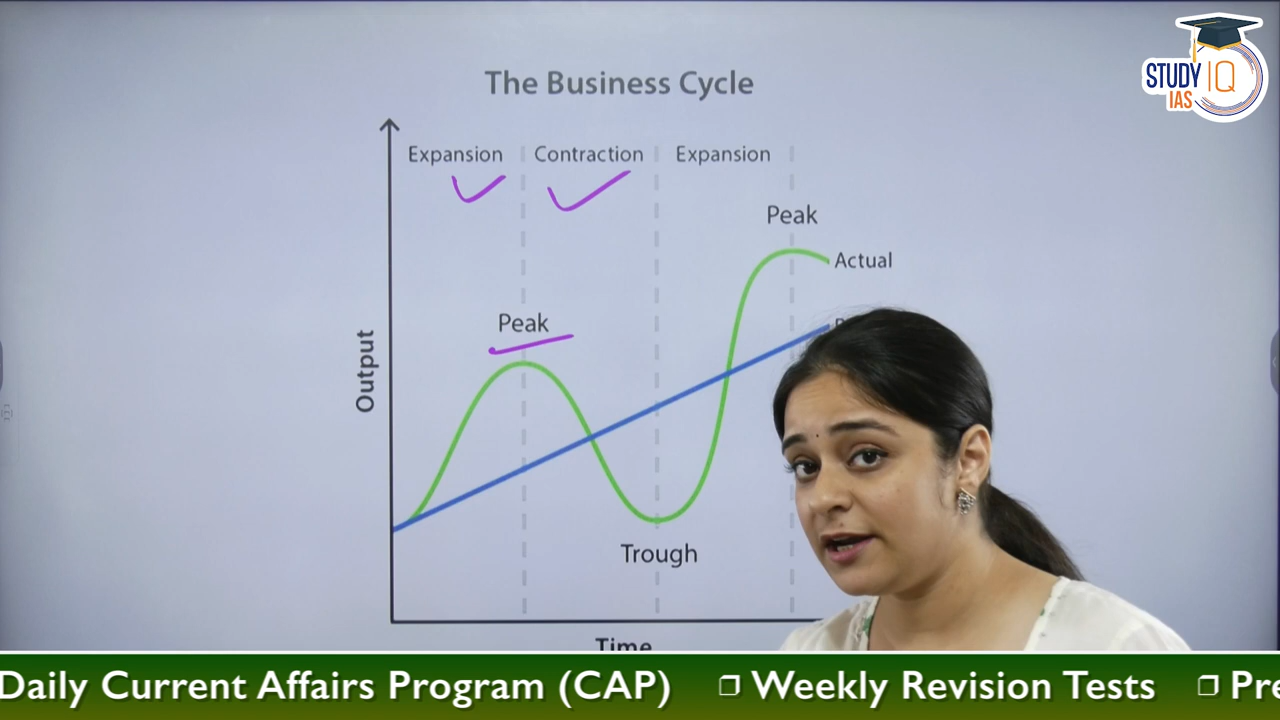 STUDY IQ
IAS
The Business Cycle
Expansion Contraction Expansion
Peak
Actual
Peak
Output
Trough
Time
Daily Current Affairs Program (CAP) ❐ Weekly Revision Tests ❐ Pre